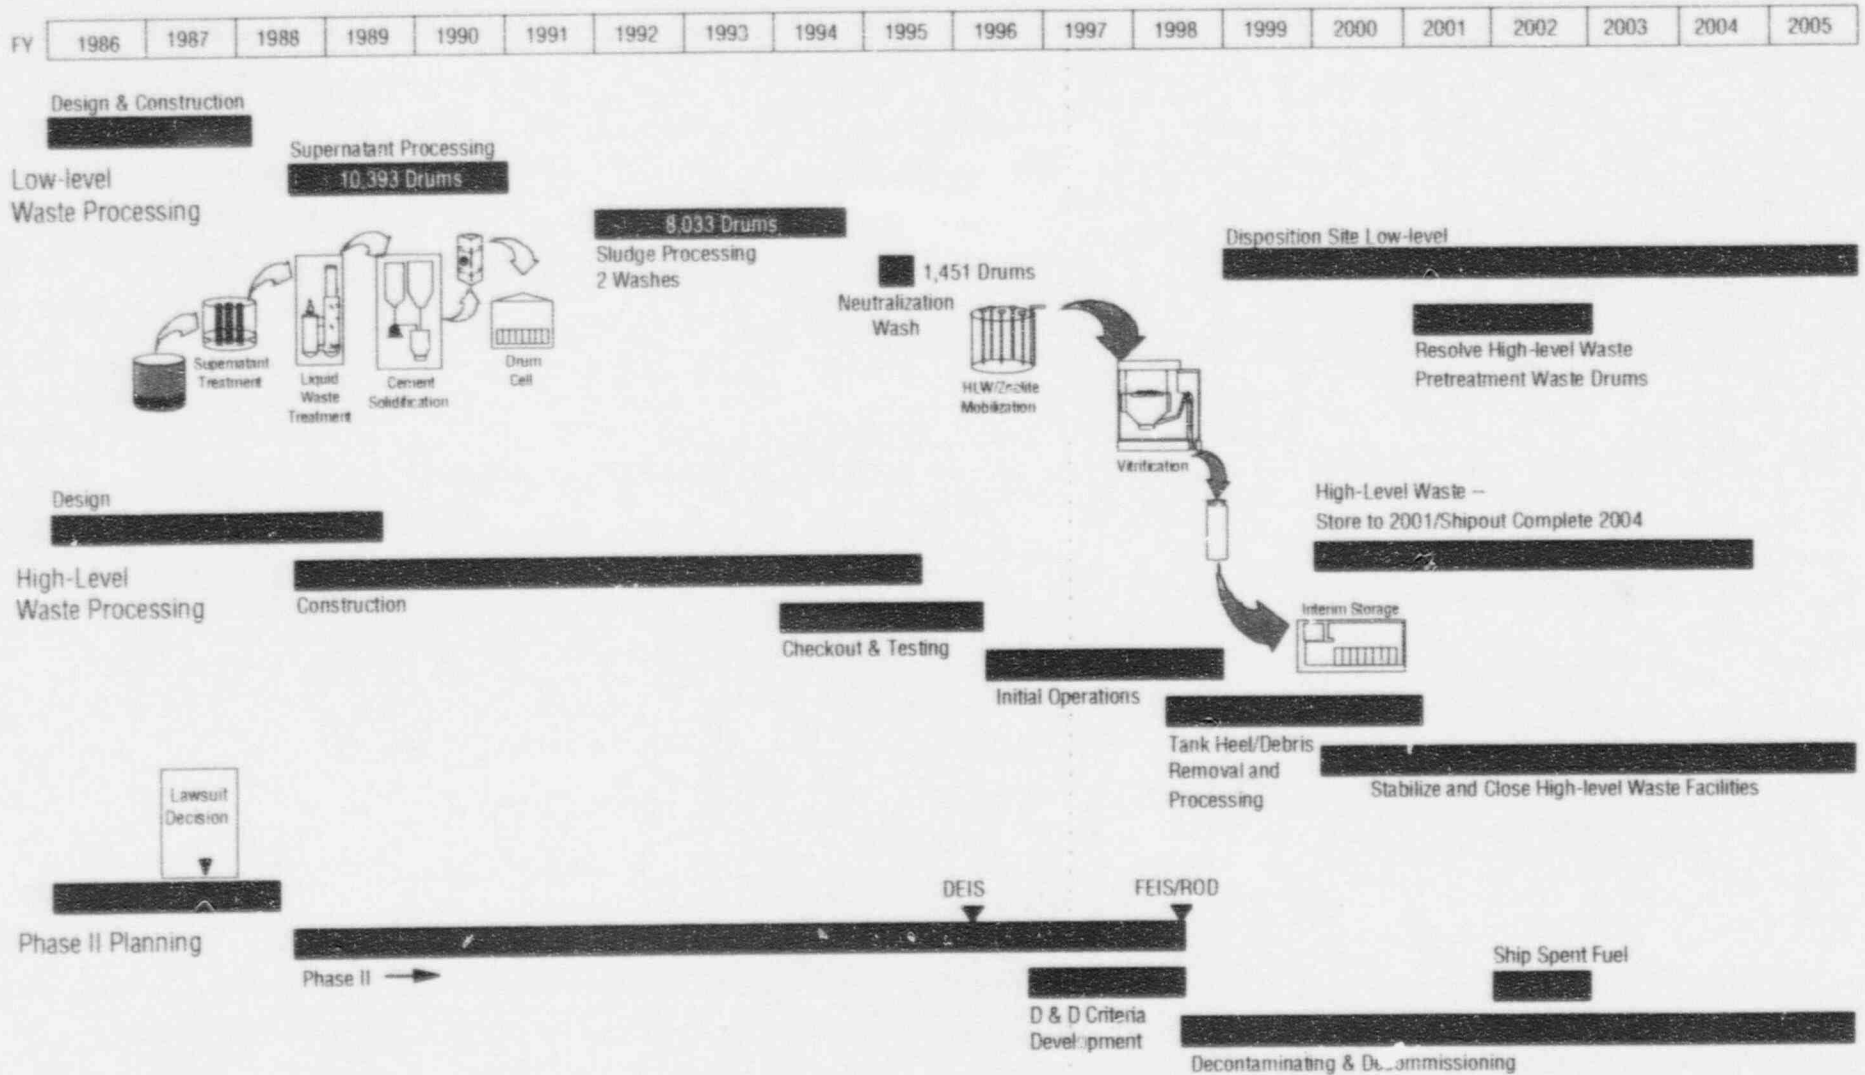 FY 1986 1987 1988 1989 1990 1991 1992 1993 1994 1995 1996 1997 1998 1999 2000 2001 2002 2003 2004 2005
Design & Construction
Low-level
Waste Processing
Supernatant Processing
10,393 Drums
8,033 Drums
Sludge Processing
2 Washes
1,451 Drums
Neutralization
Wash
Disposition Site Low-level
Resolve High-level Waste
Pretreatment Waste Drums
Supernatant
Treatment
Liquid
Waste
Treatment
Cement
Solidification
Drum
Cell
HLW/Zeolite
Mobilization
Vitrification
Design
High-Level
Waste Processing
Construction
Checkout & Testing
Initial Operations
High-Level Waste --
Store to 2001/Shipout Complete 2004
Interim Storage
Tank Heel/Debris
Removal and
Processing
Stabilize and Close High-level Waste Facilities
Lawsuit
Decision
Phase II Planning
DEIS
FEIS/ROD
Phase II
D & D Criteria
Development
Ship Spent Fuel
Decontaminating & Decommissioning